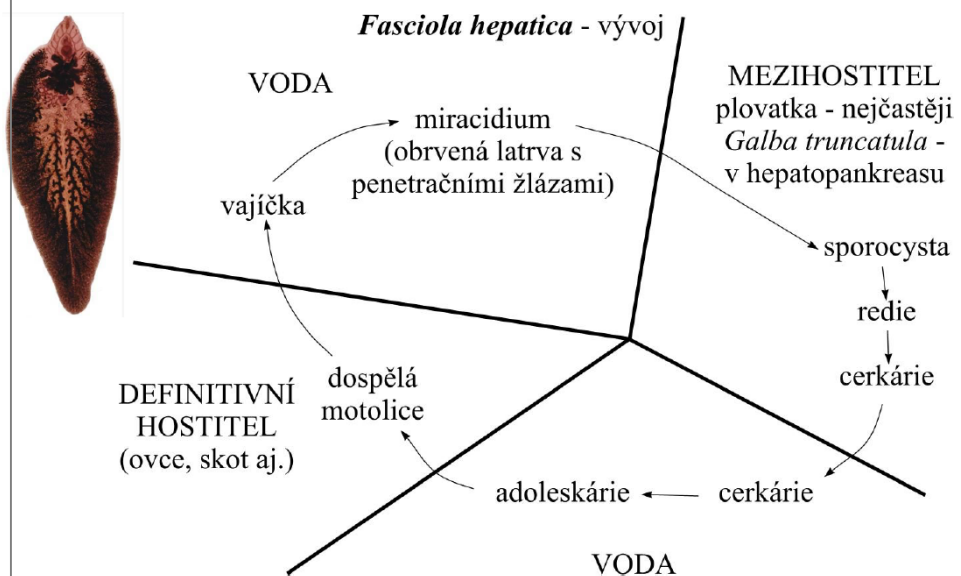 Fasciola hepatica - vývoj
VODA
miracidium
(obrvená latrva s
penetračními žlázami)
vajíčka
MEZIHOSTITEL
plovatka - nejčastěji
Galba truncatula -
v hepatopankreasu
sporocysta
redie
cerkárie
DEFINITIVNÍ
HOSTITEL
(ovce, skot aj.)
dospělá
motolice
adoleskárie
cerkárie
VODA